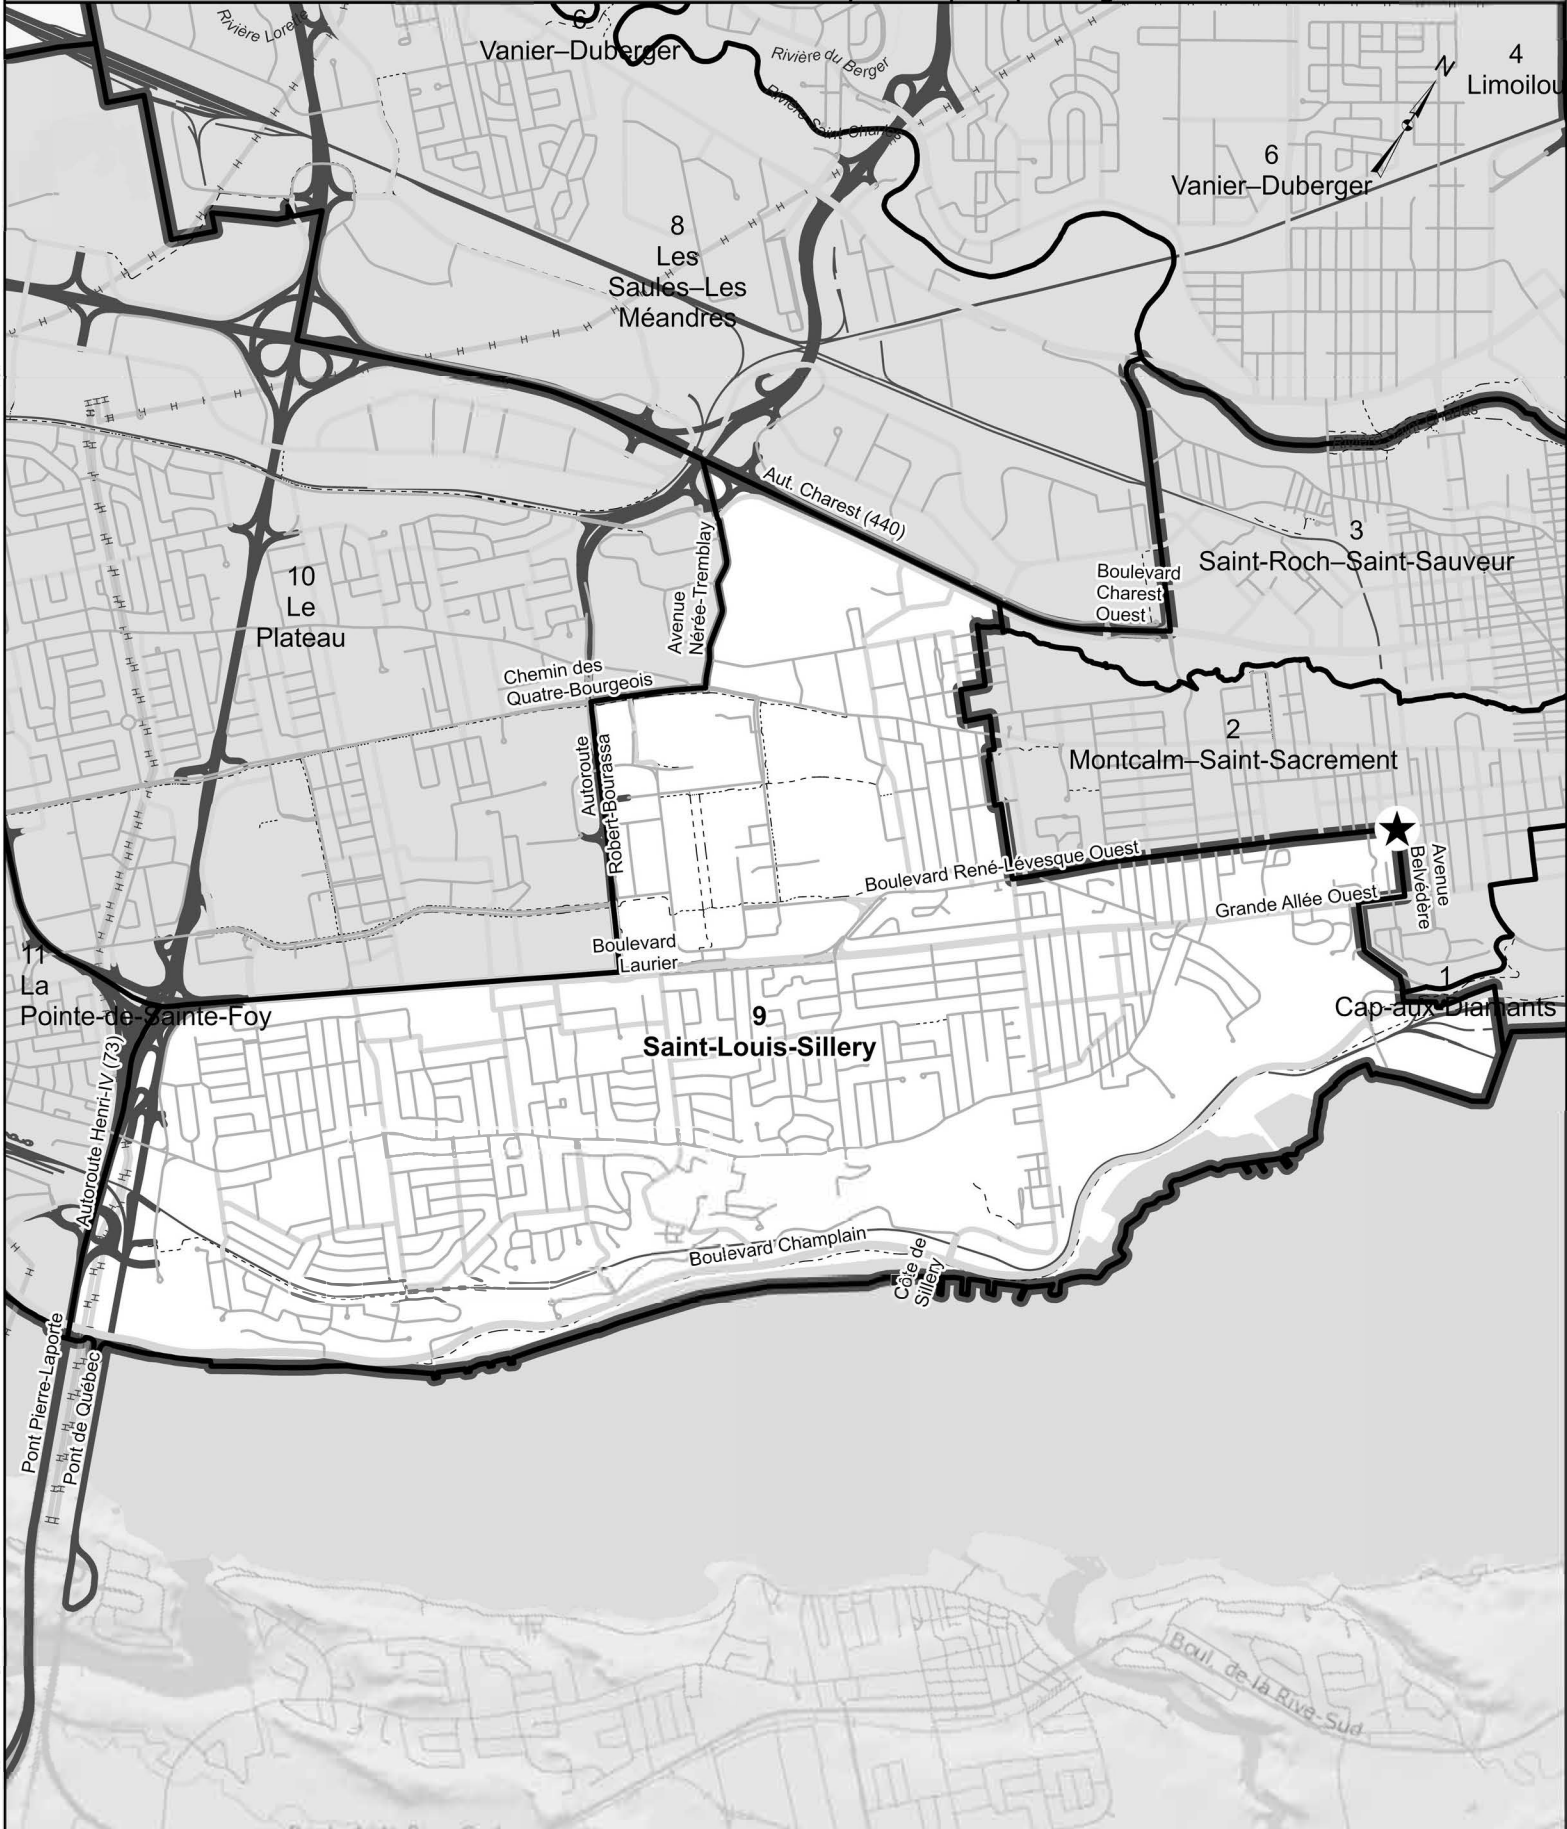 Rivière Lorette
6
Vanier–Duberger
Rivière du Berger
Rivière Saint-Charles
N
4
Limoilou
6
Vanier–Duberger
8
Les
Saules–Les
Méandres
Aut. Charest (440)
3
Saint-Roch–Saint-Sauveur
Boulevard
Charest
Ouest
10
Le
Plateau
Avenue
Nérée-Tremblay
Chemin des
Quatre-Bourgeois
2
Montcalm–Saint-Sacrement
Autoroute
Robert-Bourassa
Boulevard René-Lévesque Ouest
Avenue
Belvédère
Grande Allée Ouest
Boulevard
Laurier
11
La
Pointe-de-Sainte-Foy
1
Cap-aux-Diamants
9
Saint-Louis-Sillery
Autoroute Henri-IV (73)
Boulevard Champlain
Côte de
Sillery
Pont Pierre-Laporte
Pont de Québec
Boul. de la Rive-Sud